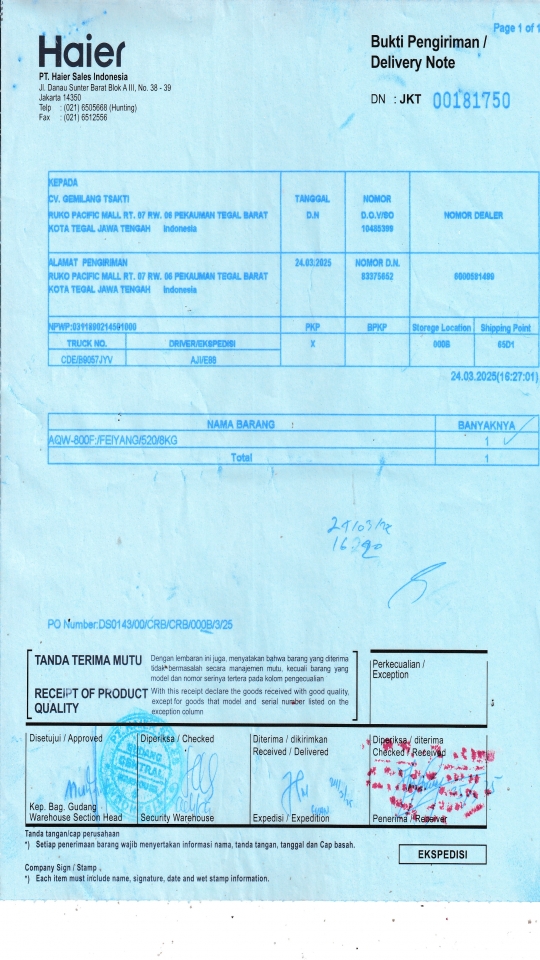 Page 1 of 1
Haier
Bukti Pengiriman /
Delivery Note
PT. Haier Sales Indonesia
Jl. Danau Sunter Barat Blok A III, No. 38 - 39
Jakarta 14350
Telp : (021) 6505668 (Hunting)
Fax : (021) 6512556
DN : JKT 00181750
KEPADA
CV. GEMILANG TSAKTI TANGGAL NOMOR
RUKO PACIFIC MALL RT. 07 RW. 06 PEKAUMAN TEGAL BARAT D.N D.O./BO NOMOR DEALER
KOTA TEGAL JAWA TENGAH Indonesia
ALAMAT PENGIRIMAN 24.03.2025 NOMOR D.N.
RUKO PACIFIC MALL RT. 07 RW. 06 PEKAUMAN TEGAL BARAT
KOTA TEGAL JAWA TENGAH Indonesia
PKP BPKP Storege Location Shipping Point
TRUCK NO. DRIVER/EKSPEDISI X 000B 65D1
CDE/B9057JYV AJI/E88
24.03.2025(16:27:01)
NAMA BARANG BANYAKNYA
AQW-800F:/FEIYANG/520/8KG 1
Total 1
PO Number:DS0143/00/CRB/CRB/000B/3/25
TANDA TERIMA MUTU Dengan lembaran ini juga, menyatakan bahwa barang yang diterima
tidak bermasalah secara manajemen mutu, kecuali barang yang
model dan nomor serinya tertera pada kolom pengecualian
RECEIPT OF PRODUCT QUALITY With this receipt declare the goods received with good quality,
except for goods that model and serial number listed on the
exception column
Perkecualian /
Exception
Disetujui / Approved Diperiksa / Checked Diterima / dikirimkan Diperiksa / diterima
Received / Delivered Checked / Received
GUDANG
CENTRAL
Kep. Bag. Gudang
Warehouse Section Head Security Warehouse Expedisi / Expedition Penerima / Receiver
Tanda tangan/cap perusahaan
*) Setiap penerimaan barang wajib menyertakan informasi nama, tanda tangan, tanggal dan Cap basah.
EKSPEDISI
Company Sign / Stamp
*) Each item must include name, signature, date and wet stamp information.